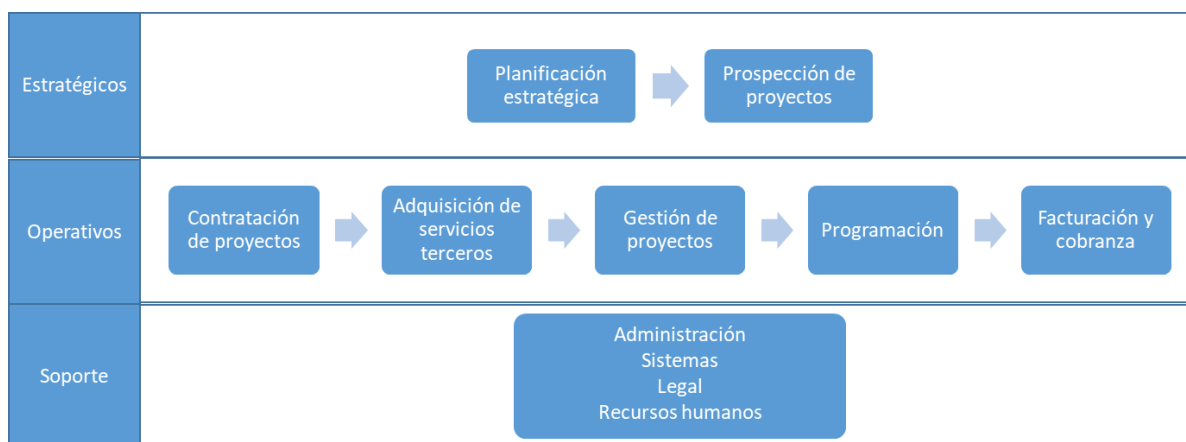 Estratégicos
Planificación
estratégica
Prospección de
proyectos
Operativos
Contratación
de proyectos
Adquisición de
servicios
terceros
Gestión de
proyectos
Programación
Facturación y
cobranza
Soporte
Administración
Sistemas
Legal
Recursos humanos